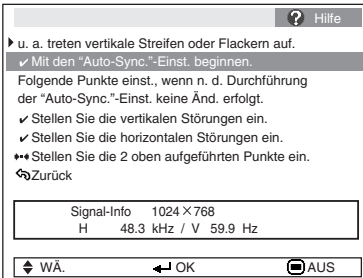 ? Hilfe
u. a. treten vertikale Streifen oder Flackern auf.
✔ Mit den “Auto-Sync.”-Einst. beginnen.
Folgende Punkte einst., wenn n. d. Durchführung
der “Auto-Sync.”-Einst. keine Änd. erfolgt.
✔ Stellen Sie die vertikalen Störungen ein.
✔ Stellen Sie die horizontalen Störungen ein.
Stellen Sie die 2 oben aufgeführten Punkte ein.
Zurück
Signal-Info 1024×768
H 48.3 kHz / V 59.9 Hz
WÄ. OK AUS